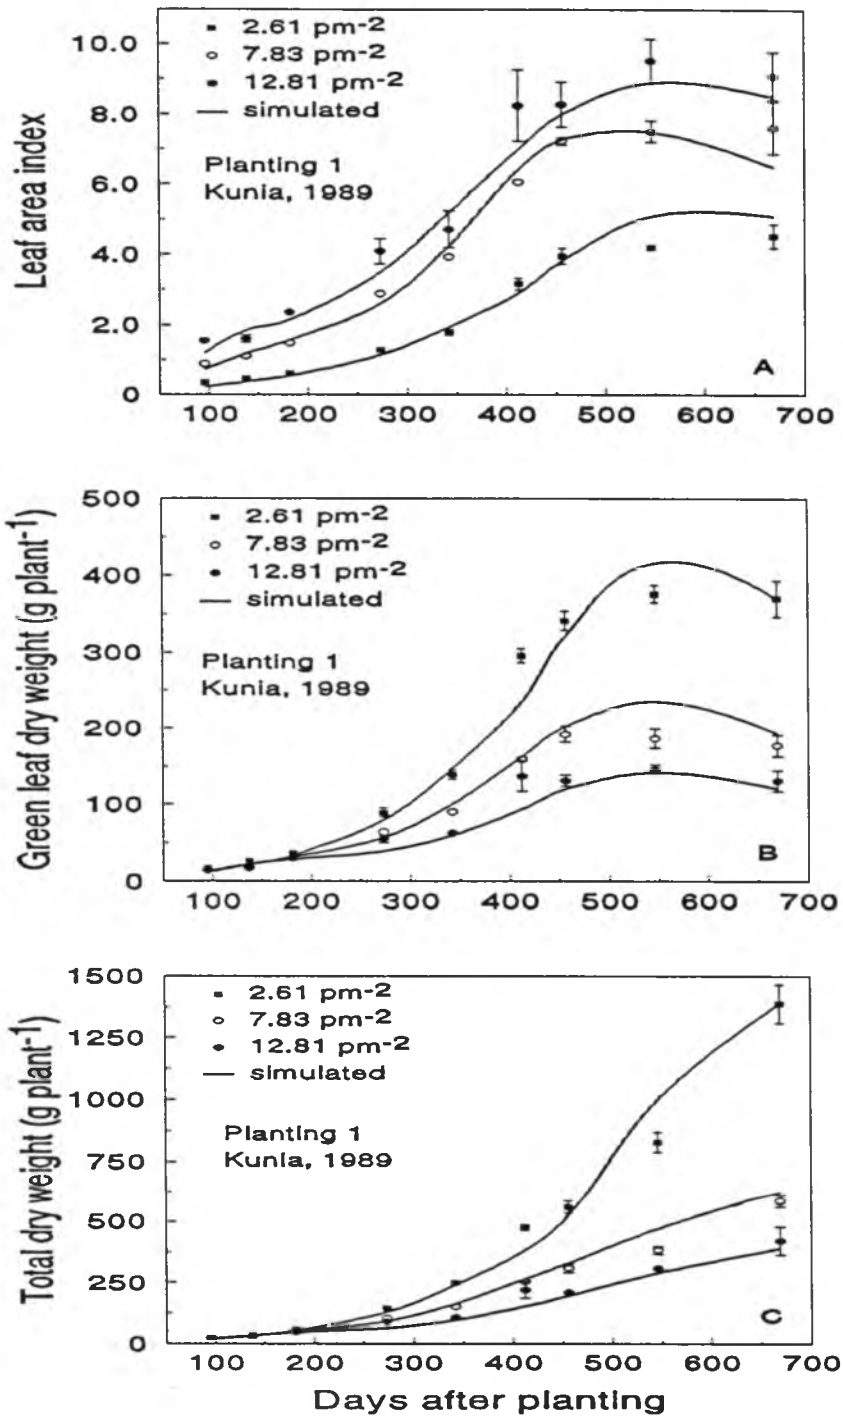 Leaf area index
10.0
8.0
6.0
4.0
2.0
0
2.61 pm-2
7.83 pm-2
12.81 pm-2
simulated
Planting 1
Kunia, 1989
A
100 200 300 400 500 600 700
Green leaf dry weight (g plant-1)
500
400
300
200
100
0
2.61 pm-2
7.83 pm-2
12.81 pm-2
simulated
Planting 1
Kunia, 1989
B
100 200 300 400 500 600 700
Total dry weight (g plant-1)
1500
1250
1000
750
500
250
0
2.61 pm-2
7.83 pm-2
12.81 pm-2
simulated
Planting 1
Kunia, 1989
C
100 200 300 400 500 600 700
Days after planting